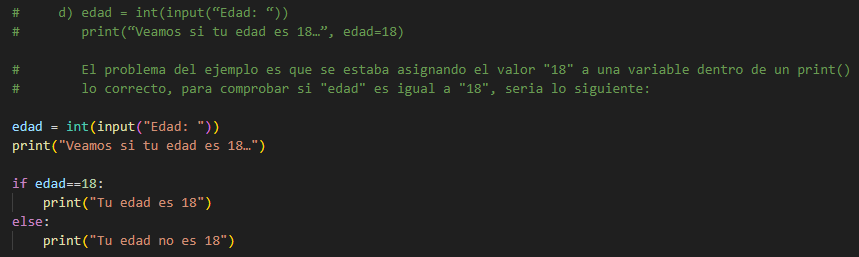 #     d) edad = int(input(“Edad: “))
#        print(“Veamos si tu edad es 18…”, edad=18)
#        El problema del ejemplo es que se estaba asignando el valor "18" a una variable dentro de un print()
#        lo correcto, para comprobar si "edad" es igual a "18", seria lo siguiente:
edad = int(input("Edad: "))
print("Veamos si tu edad es 18…")
if edad==18:
    print("Tu edad es 18")
else:
    print("Tu edad no es 18")